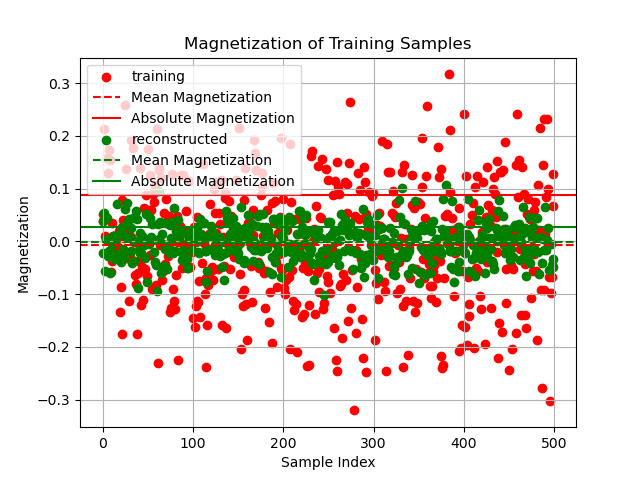 Magnetization of Training Samples
training
Mean Magnetization
Absolute Magnetization
reconstructed
Mean Magnetization
Absolute Magnetization
Magnetization
0.3
0.2
0.1
0.0
−0.1
−0.2
−0.3
0
100
200
300
400
500
Sample Index